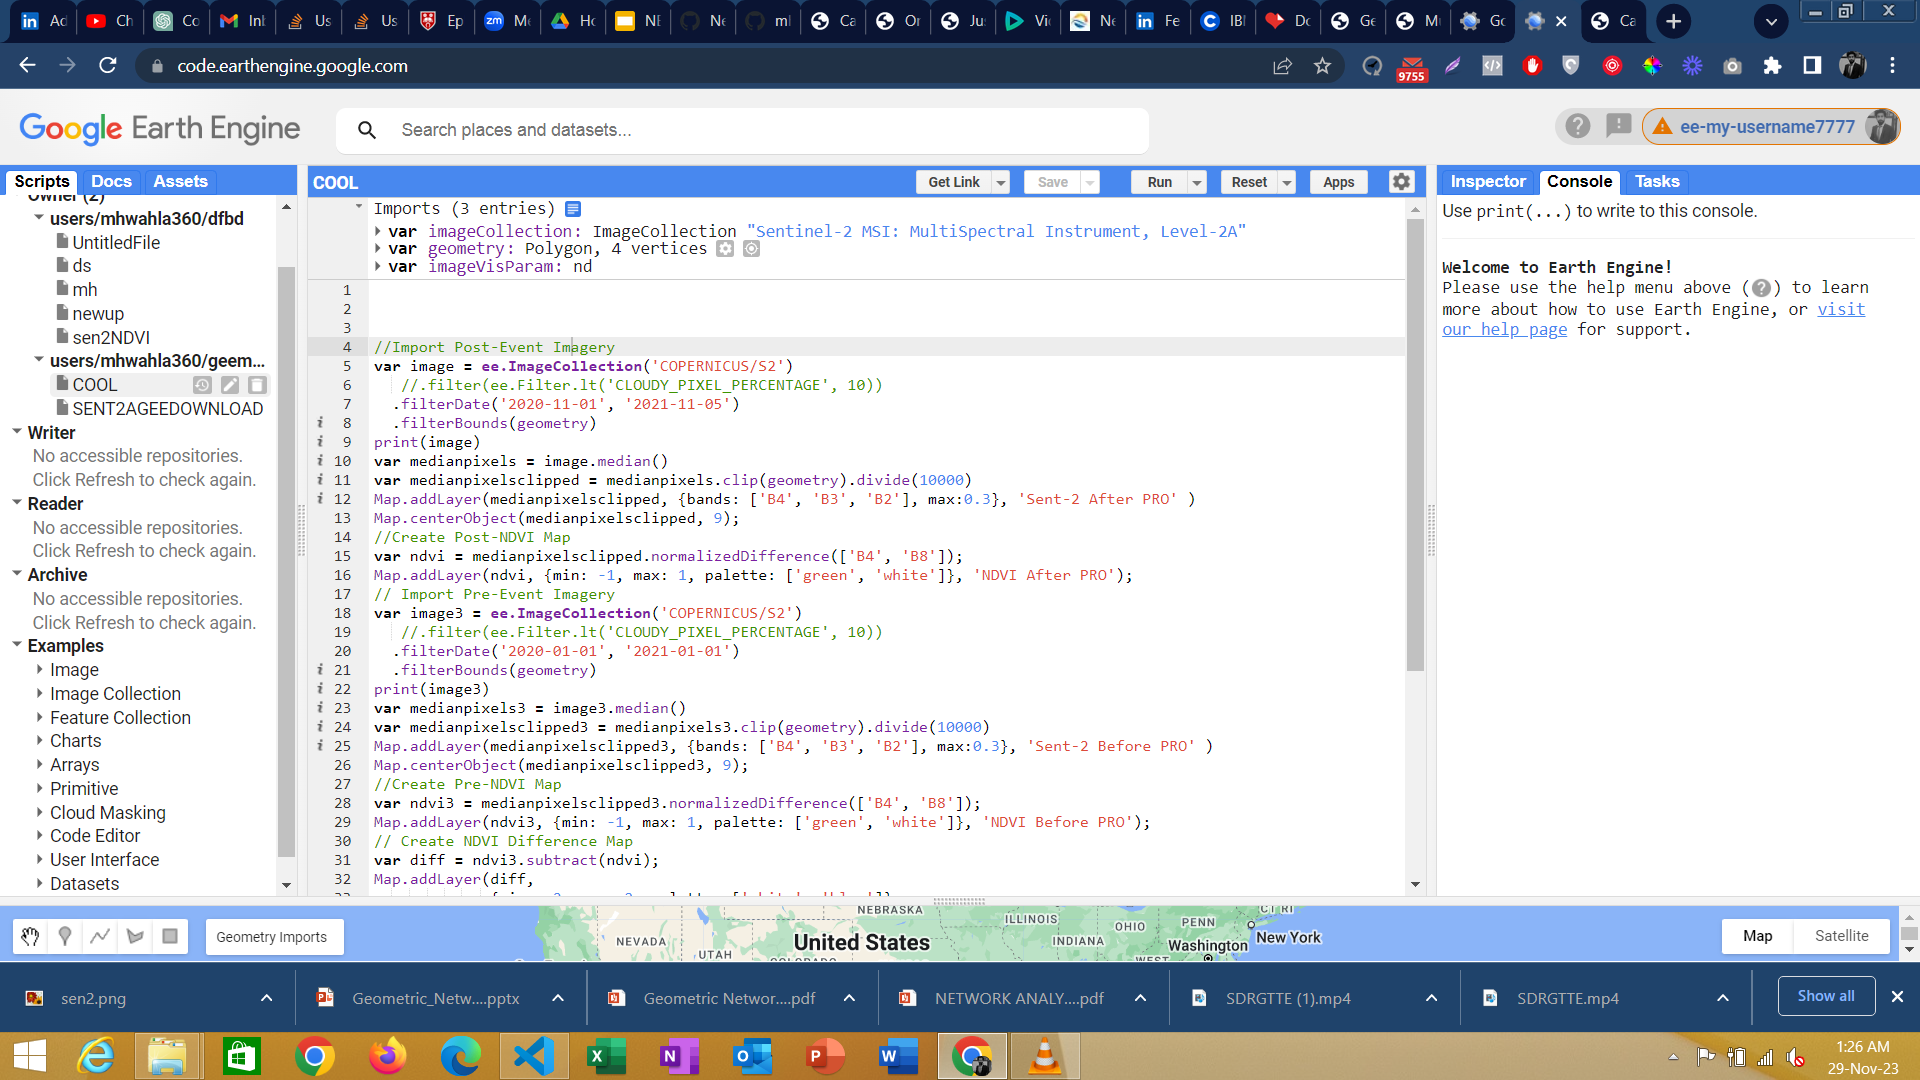 Ad
Ch
Co
Inb
Us
Us
Ep
Me
Ho
NE
Ne
ml
Ca
Or
Ju
Vi
Ne
Fe
IBI
Do
Ge
M
Go
Ca
code.earthengine.google.com
9755
Google Earth Engine
Search places and datasets...
ee-my-username7777
Scripts Docs Assets
Owner (2)
users/mhwahla360/dfbd
UntitledFile
ds
mh
newup
sen2NDVI
users/mhwahla360/geem...
COOL
SENT2AGEEDOWNLOAD
Writer
No accessible repositories.
Click Refresh to check again.
Reader
No accessible repositories.
Click Refresh to check again.
Archive
No accessible repositories.
Click Refresh to check again.
Examples
Image
Image Collection
Feature Collection
Charts
Arrays
Primitive
Cloud Masking
Code Editor
User Interface
Datasets
COOL
Get Link Save Run Reset Apps
Imports (3 entries)
var imageCollection: ImageCollection "Sentinel-2 MSI: MultiSpectral Instrument, Level-2A"
var geometry: Polygon, 4 vertices
var imageVisParam: nd
1
2
3
4 //Import Post-Event Imagery
5 var image = ee.ImageCollection('COPERNICUS/S2')
6 //.filter(ee.Filter.lt('CLOUDY_PIXEL_PERCENTAGE', 10))
7 .filterDate('2020-11-01', '2021-11-05')
8 .filterBounds(geometry)
9 print(image)
10 var medianpixels = image.median()
11 var medianpixelsclipped = medianpixels.clip(geometry).divide(10000)
12 Map.addLayer(medianpixelsclipped, {bands: ['B4', 'B3', 'B2'], max:0.3}, 'Sent-2 After PRO' )
13 Map.centerObject(medianpixelsclipped, 9);
14 //Create Post-NDVI Map
15 var ndvi = medianpixelsclipped.normalizedDifference(['B4', 'B8']);
16 Map.addLayer(ndvi, {min: -1, max: 1, palette: ['green', 'white']}, 'NDVI After PRO');
17 // Import Pre-Event Imagery
18 var image3 = ee.ImageCollection('COPERNICUS/S2')
19 //.filter(ee.Filter.lt('CLOUDY_PIXEL_PERCENTAGE', 10))
20 .filterDate('2020-01-01', '2021-01-01')
21 .filterBounds(geometry)
22 print(image3)
23 var medianpixels3 = image3.median()
24 var medianpixelsclipped3 = medianpixels3.clip(geometry).divide(10000)
25 Map.addLayer(medianpixelsclipped3, {bands: ['B4', 'B3', 'B2'], max:0.3}, 'Sent-2 Before PRO' )
26 Map.centerObject(medianpixelsclipped3, 9);
27 //Create Pre-NDVI Map
28 var ndvi3 = medianpixelsclipped3.normalizedDifference(['B4', 'B8']);
29 Map.addLayer(ndvi3, {min: -1, max: 1, palette: ['green', 'white']}, 'NDVI Before PRO');
30 // Create NDVI Difference Map
31 var diff = ndvi3.subtract(ndvi);
32 Map.addLayer(diff,
Inspector Console Tasks
Use print(...) to write to this console.
Welcome to Earth Engine!
Please use the help menu above (?) to learn
more about how to use Earth Engine, or visit
our help page for support.
Geometry Imports
NEBRASKA
ILLINOIS
CT RI
PENN
OHIO
NEVADA
United States
INDIANA
Washington
New York
UTAH
COLORADO
WEST
Map Satellite
sen2.png
Geometric_Netw....pptx
Geometric Networ....pdf
NETWORK ANALY....pdf
SDRGTTE (1).mp4
SDRGTTE.mp4
Show all
1:26 AM
29-Nov-23